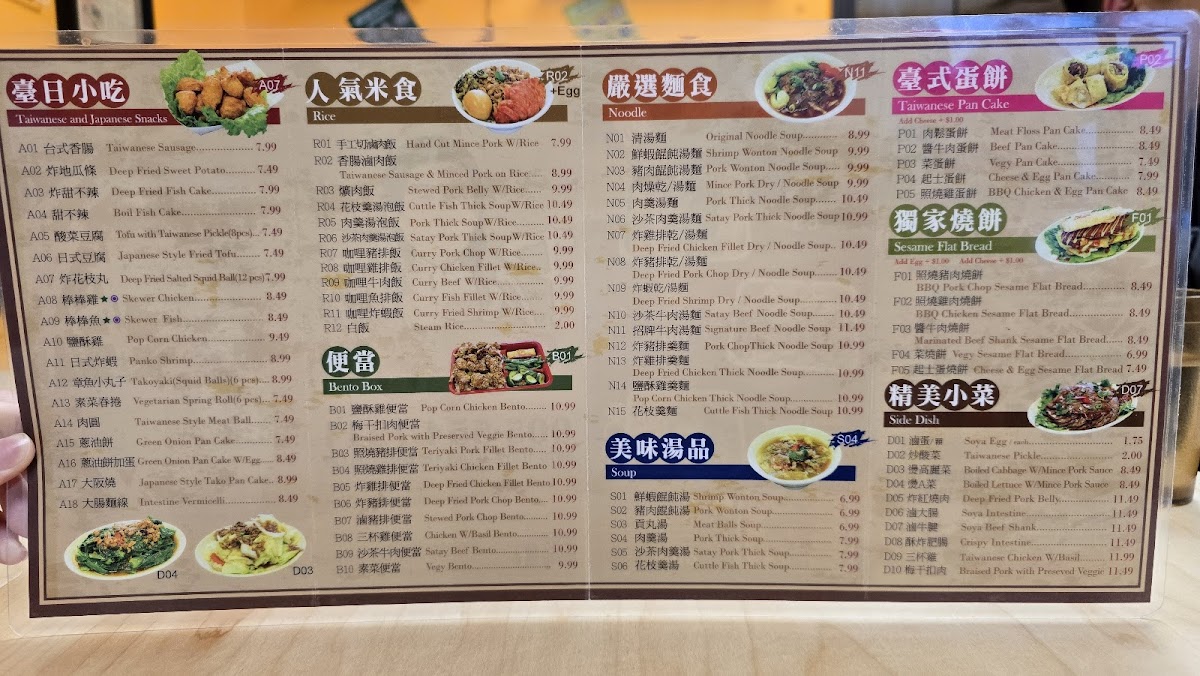 臺日小吃
Taiwanese and Japanese Snacks
A07
A01 台式香腸 Taiwanese Sausage 7.99
A02 炸地瓜條 Deep Fried Sweet Potato 7.49
A03 炸甜不辣 Deep Fried Fish Cake 7.99
A04 甜不辣 Boil Fish Cake 7.99
A05 酸菜豆腐 Tofu with Taiwanese Pickle(8pcs) 7.49
A06 日式豆腐 Japanese Style Fried Tofu 7.49
A07 炸花枝丸 Deep Fried Salted Squid Ball(12 pcs) 7.99
A08 棒棒雞 Skewer Chicken 8.49
A09 棒棒魚 Skewer Fish 8.49
A10 鹽酥雞 Pop Corn Chicken 9.49
A11 日式炸蝦 Panko Shrimp 8.99
A12 章魚小丸子 Takoyaki(Squid Balls)(6 pcs) 8.99
A13 素菜春捲 Vegetarian Spring Roll(6 pcs) 7.49
A14 肉圓 Taiwanese Style Meat Ball 7.49
A15 蔥油餅 Green Onion Pan Cake 7.49
A16 蔥油餅加蛋 Green Onion Pan Cake W/Egg 8.49
A17 大阪燒 Japanese Style Tako Pan Cake 8.99
A18 大腸麵線 Intestine Vermicelli 8.49
D04
D03
人氣米食
Rice
R02
+Egg
R01 手工切滷肉飯 Hand Cut Mince Pork W/Rice 7.99
R02 香腸滷肉飯
Taiwanese Sausage & Minced Pork on Rice 8.99
R03 爌肉飯 Stewed Pork Belly W/Rice 9.99
R04 花枝羹湯泡飯 Cuttle Fish Thick SoupW/Rice 10.49
R05 肉羹湯泡飯 Pork Thick SoupW/Rice 10.49
R06 沙茶肉羹湯泡飯 Satay Pork Thick SoupW/Rice 10.49
R07 咖哩豬排飯 Curry Pork Chop W/Rice 9.99
R08 咖哩雞排飯 Curry Chicken Fillet W/Rice 9.99
R09 咖哩牛肉飯 Curry Beef W/Rice 9.99
R10 咖哩魚排飯 Curry Fish Fillet W/Rice 9.99
R11 咖哩炸蝦飯 Curry Fried Shrimp W/Rice 9.99
R12 白飯 Steam Rice 2.00
便當
Bento Box
B01
B01 鹽酥雞便當 Pop Corn Chicken Bento 10.99
B02 梅干扣肉便當
Braised Pork with Preserved Veggie Bento 10.99
B03 照燒豬排便當 Teriyaki Pork Fillet Bento 10.99
B04 照燒雞排便當 Teriyaki Chicken Fillet Bento 10.99
B05 炸雞排便當 Deep Fried Chicken Fillet Bento 10.99
B06 炸豬排便當 Deep Fried Pork Chop Bento 10.99
B07 滷豬排便當 Stewed Pork Chop Bento 10.99
B08 三杯雞便當 Chicken W/Basil Bento 10.99
B09 沙茶牛肉便當 Satay Beef Bento 10.99
B10 素菜便當 Vegy Bento 9.99
嚴選麵食
Noodle
N11
N01 清湯麵 Original Noodle Soup 8.99
N02 鮮蝦餛飩湯麵 Shrimp Wonton Noodle Soup 9.99
N03 豬肉餛飩湯麵 Pork Wonton Noodle Soup 9.99
N04 肉燥乾/湯麵 Mince Pork Dry / Noodle Soup 9.99
N05 肉羹湯麵 Pork Thick Noodle Soup 10.49
N06 沙茶肉羹湯麵 Satay Pork Thick Noodle Soup 10.49
N07 炸雞排乾/湯麵
Deep Fried Chicken Fillet Dry / Noodle Soup 10.49
N08 炸豬排乾/湯麵
Deep Fried Pork Chop Dry / Noodle Soup 10.49
N09 炸蝦乾/湯麵
Deep Fried Shrimp Dry / Noodle Soup 10.49
N10 沙茶牛肉湯麵 Satay Beef Noodle Soup 10.49
N11 招牌牛肉湯麵 Signature Beef Noodle Soup 11.49
N12 炸豬排羹麵 Pork ChopThick Noodle Soup 10.99
N13 炸雞排羹麵
Deep Fried Chicken Thick Noodle Soup 10.99
N14 鹽酥雞羹麵
Pop Corn Chicken Thick Noodle Soup 10.99
N15 花枝羹麵 Cuttle Fish Thick Noodle Soup 10.99
美味湯品
Soup
S04
S01 鮮蝦餛飩湯 Shrimp Wonton Soup 6.99
S02 豬肉餛飩湯 Pork Wonton Soup 6.99
S03 貢丸湯 Meat Balls Soup 6.99
S04 肉羹湯 Pork Thick Soup 7.99
S05 沙茶肉羹湯 Satay Pork Thick Soup 7.99
S06 花枝羹湯 Cuttle Fish Thick Soup 7.99
臺式蛋餅
Taiwanese Pan Cake
P02
Add Cheese + $1.00
P01 肉鬆蛋餅 Meat Floss Pan Cake 8.49
P02 醬牛肉蛋餅 Beef Pan Cake 8.49
P03 菜蛋餅 Vegy Pan Cake 7.49
P04 起士蛋餅 Cheese & Egg Pan Cake 7.99
P05 照燒雞蛋餅 BBQ Chicken & Egg Pan Cake 8.49
獨家燒餅
Sesame Flat Bread
F01
Add Egg + $1.00 Add Cheese + $1.00
F01 照燒豬肉燒餅
BBQ Pork Chop Sesame Flat Bread 8.49
F02 照燒雞肉燒餅
BBQ Chicken Sesame Flat Bread 8.49
F03 醬牛肉燒餅
Marinated Beef Shank Sesame Flat Bread 8.49
F04 菜燒餅 Vegy Sesame Flat Bread 6.99
F05 起士蛋燒餅 Cheese & Egg Sesame Flat Bread 7.49
精美小菜
Side Dish
D07
D01 滷蛋/顆 Soya Egg / each 1.75
D02 炒酸菜 Taiwanese Pickle 2.00
D03 燙高麗菜 Boiled Cabbage W/Mince Pork Sauce 8.49
D04 燙A菜 Boiled Lettuce W/Mince Pork Sauce 8.49
D05 炸紅燒肉 Deep Fried Pork Belly 11.49
D06 滷大腸 Soya Intestine 11.49
D07 滷牛腱 Soya Beef Shank 11.49
D08 酥炸肥腸 Crispy Intestine 11.49
D09 三杯雞 Taiwanese Chicken W/Basil 11.99
D10 梅干扣肉 Braised Pork with Prezeved Veggie 11.49